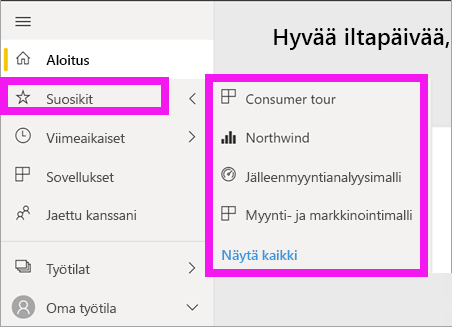 Hyvää iltapäivää,
Aloitus
Suosikit
Viimeaikaiset
Sovellukset
Jaettu kanssani
Työtilat
Oma työtila
Consumer tour
Northwind
Jälleenmyyntianalyysimalli
Myynti- ja markkinointimalli
Näytä kaikki